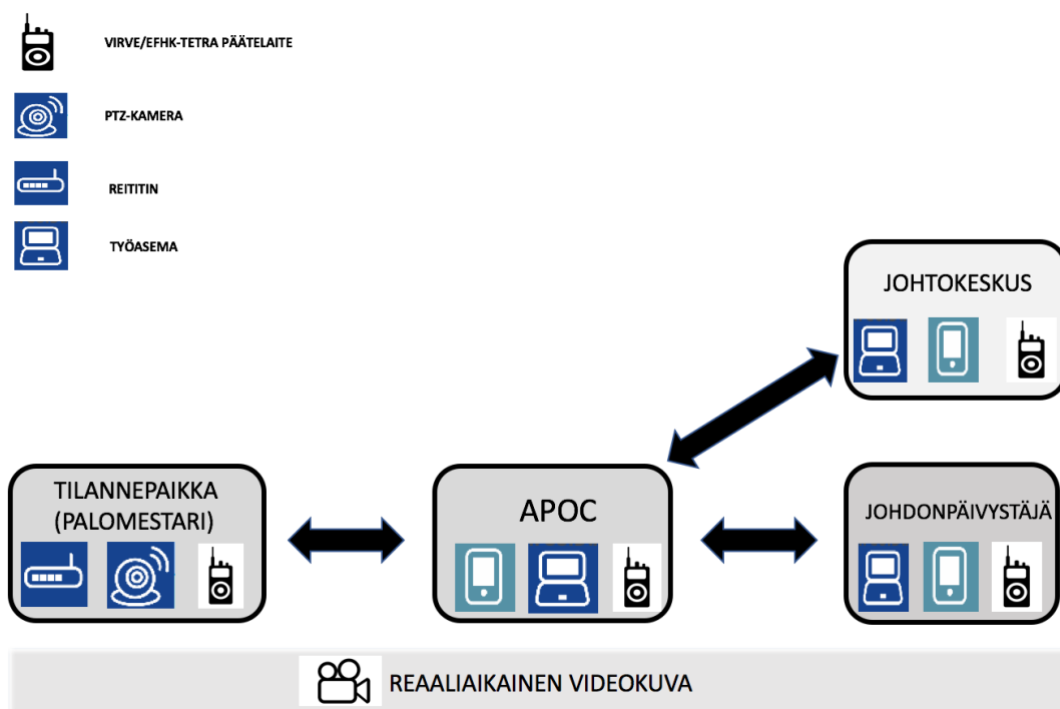 VIRVE/EFHK-TETRA PÄÄTELAITE
PTZ-KAMERA
REITITIN
TYÖASEMA
JOHTOKESKUS
TILANNEPAIKKA
(PALOMESTARI)
APOC
JOHDONPÄIVYSTÄJÄ
REAALIAIKAINEN VIDEOKUVA